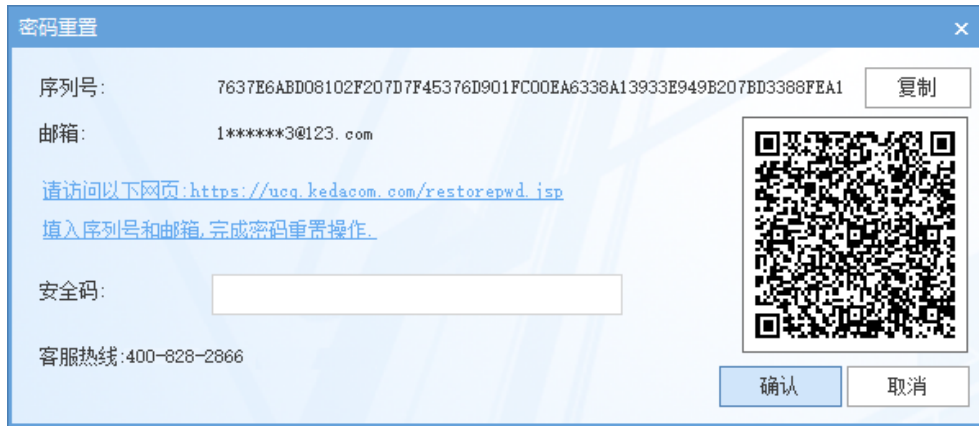 密码重置
序列号: 7637E6ABD08102F207D7F45376D901FC00EA6338A13933E949B207BD3388FEA1 复制
邮箱: 1******3@123.com
请访问以下网页:https://ucq.kedacom.com/restorepwd.jsp
填入序列号和邮箱,完成密码重置操作.
安全码:
客服热线:400-828-2866
确认 取消